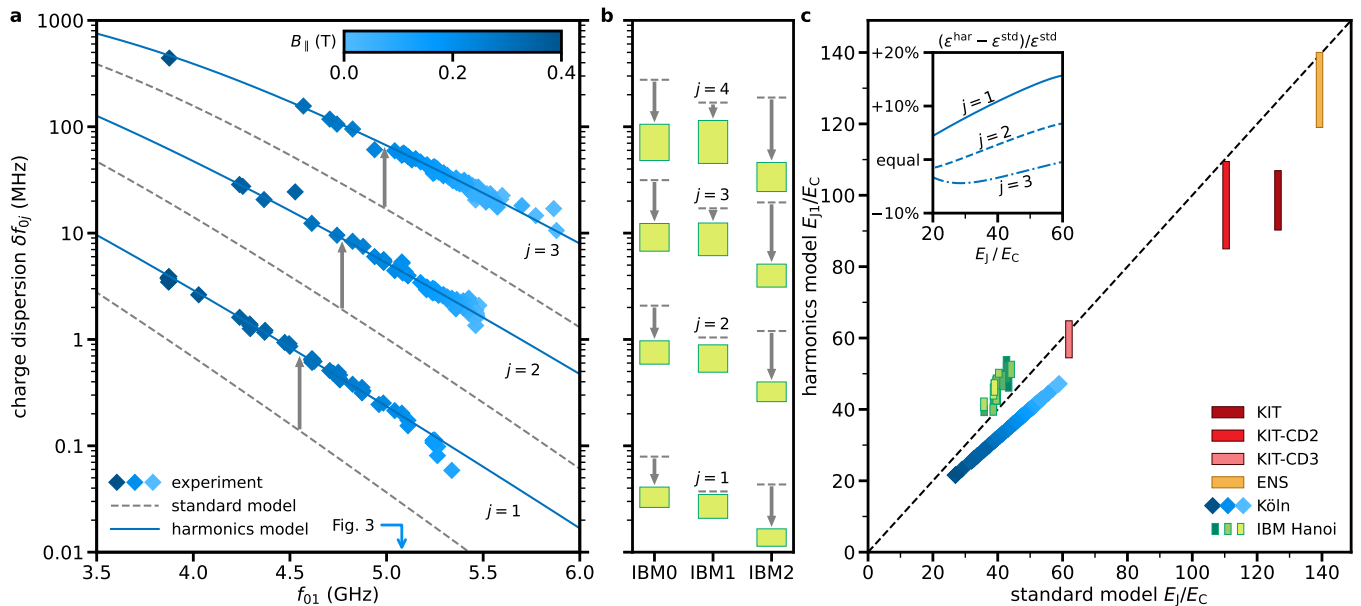 a
1000
100
10
1
0.1
0.01
charge dispersion δf0j (MHz)
B∥ (T)
0.0
0.2
0.4
j = 3
j = 2
j = 1
experiment
standard model
harmonics model
Fig. 3
3.5
4.0
4.5
5.0
5.5
6.0
f01 (GHz)
b
j = 4
j = 3
j = 2
j = 1
IBM0
IBM1
IBM2
c
140
120
100
80
60
40
20
0
harmonics model EJ1/EC
(εhar − εstd)/εstd
+20%
+10%
equal
−10%
j = 1
j = 2
j = 3
20
40
60
EJ / EC
KIT
KIT-CD2
KIT-CD3
ENS
Köln
IBM Hanoi
0
20
40
60
80
100
120
140
standard model EJ/EC